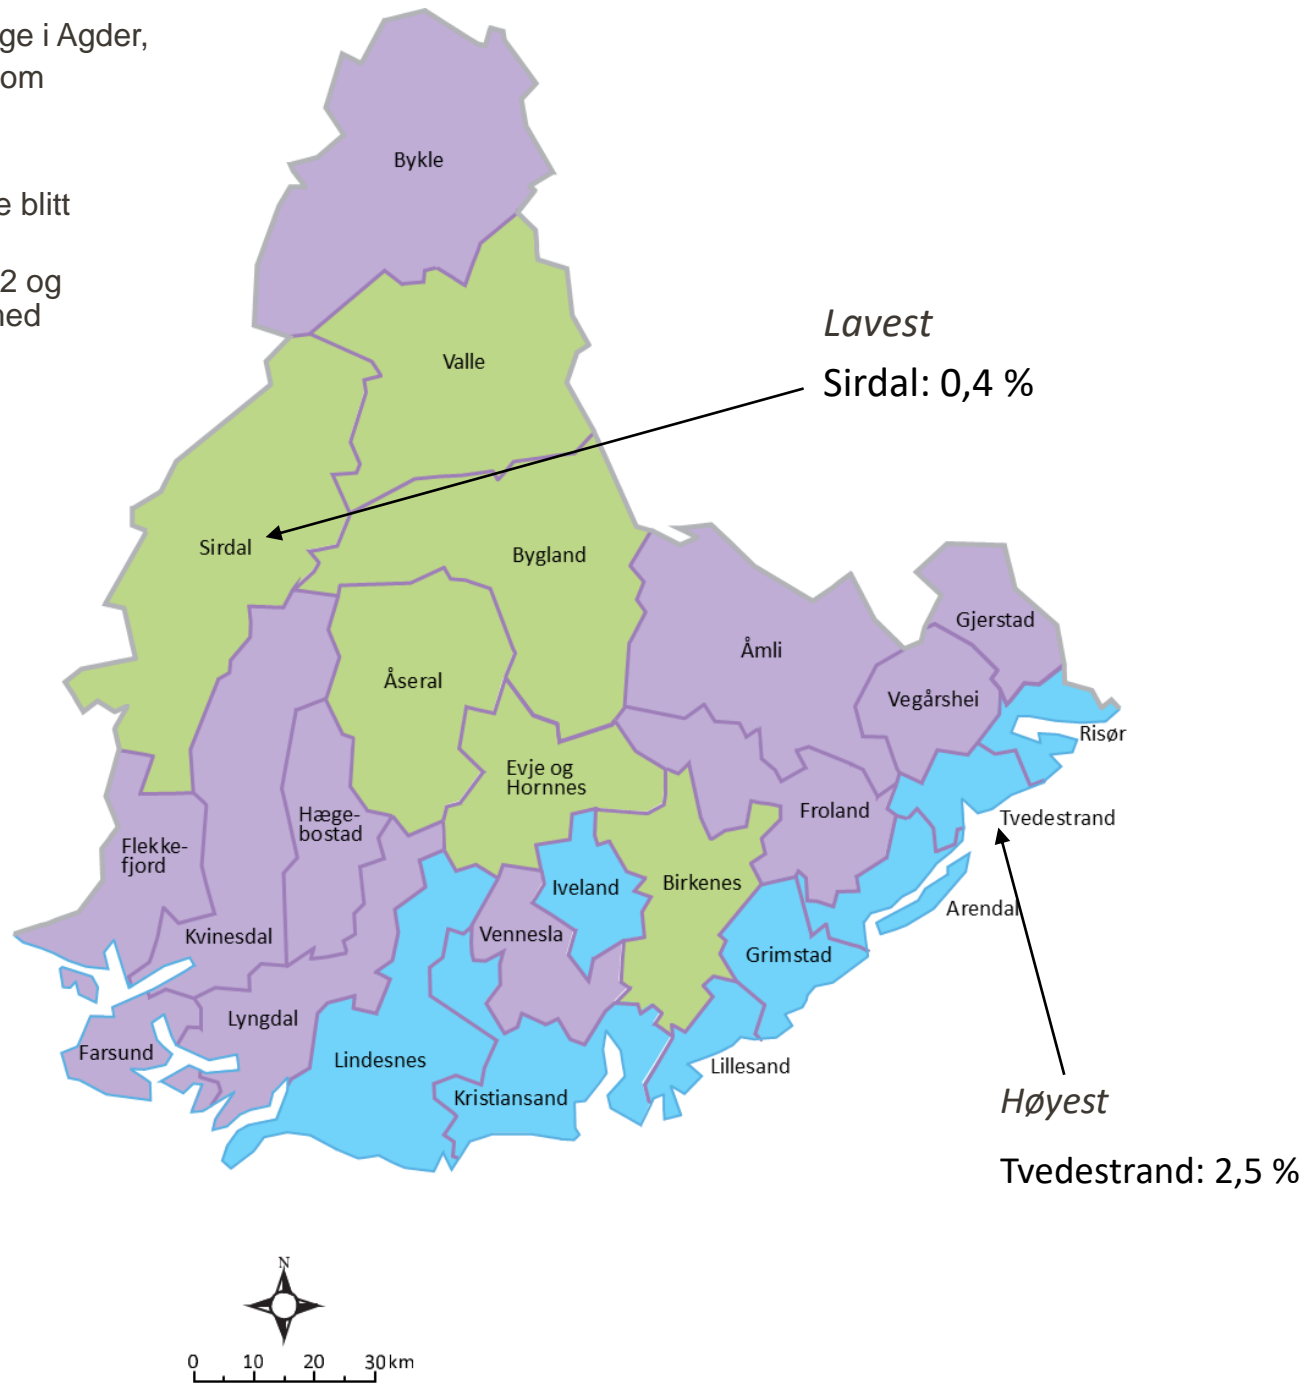 ge i Agder,
om
e blitt
2 og
ned
Bykle
Valle
Lavest
Sirdal: 0,4 %
Sirdal
Bygland
Gjerstad
Åmli
Åseral
Vegårshei
Risør
Evje og
Hornnes
Hæge-
bostad
Froland
Tvedestrand
Flekke-
fjord
Iveland
Birkenes
Arendal
Kvinesdal
Vennesla
Grimstad
Lyngdal
Farsund
Lindesnes
Lillesand
Kristiansand
Høyest
Tvedestrand: 2,5 %
N
0 10 20 30 km